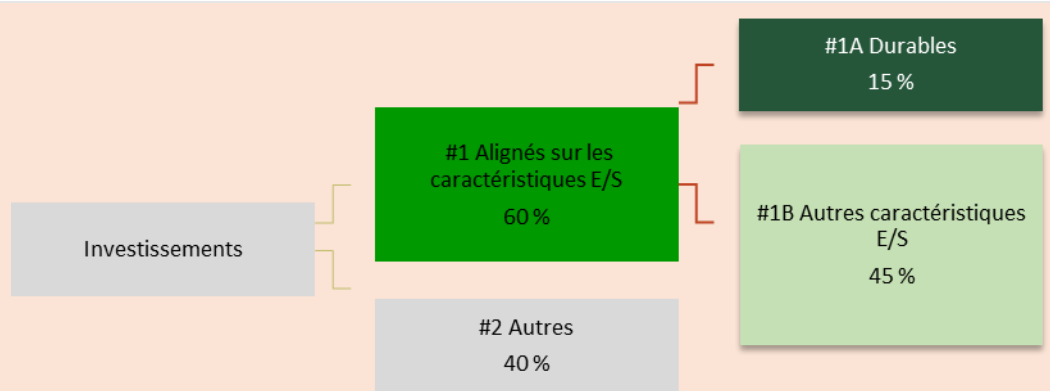 Investissements
#1 Alignés sur les
caractéristiques E/S
60 %
#2 Autres
40 %
#1A Durables
15 %
#1B Autres caractéristiques
E/S
45 %